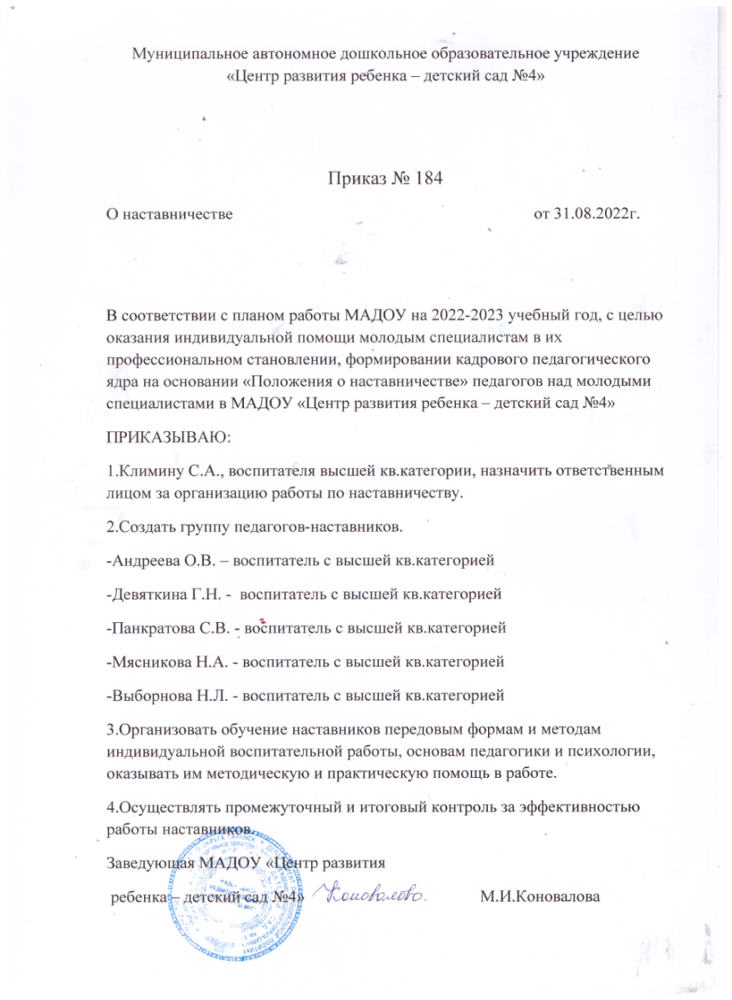 Муниципальное автономное дошкольное образовательное учреждение
«Центр развития ребенка – детский сад №4»
Приказ № 184
О наставничестве от 31.08.2022г.
В соответствии с планом работы МАДОУ на 2022-2023 учебный год, с целью
оказания индивидуальной помощи молодым специалистам в их
профессиональном становлении, формировании кадрового педагогического
ядра на основании «Положения о наставничестве» педагогов над молодыми
специалистами в МАДОУ «Центр развития ребенка – детский сад №4»
ПРИКАЗЫВАЮ:
1.Климину С.А., воспитателя высшей кв.категории, назначить ответственным
лицом за организацию работы по наставничеству.
2.Создать группу педагогов-наставников.
-Андреева О.В. – воспитатель с высшей кв.категорией
-Девяткина Г.Н. - воспитатель с высшей кв.категорией
-Панкратова С.В. - воспитатель с высшей кв.категорией
-Мясникова Н.А. - воспитатель с высшей кв.категорией
-Выборнова Н.Л. - воспитатель с высшей кв.категорией
3.Организовать обучение наставников передовым формам и методам
индивидуальной воспитательной работы, основам педагогики и психологии,
оказывать им методическую и практическую помощь в работе.
4.Осуществлять промежуточный и итоговый контроль за эффективностью
работы наставников.
Заведующая МАДОУ «Центр развития
ребенка – детский сад №4» Коновалова М.И.Коновалова